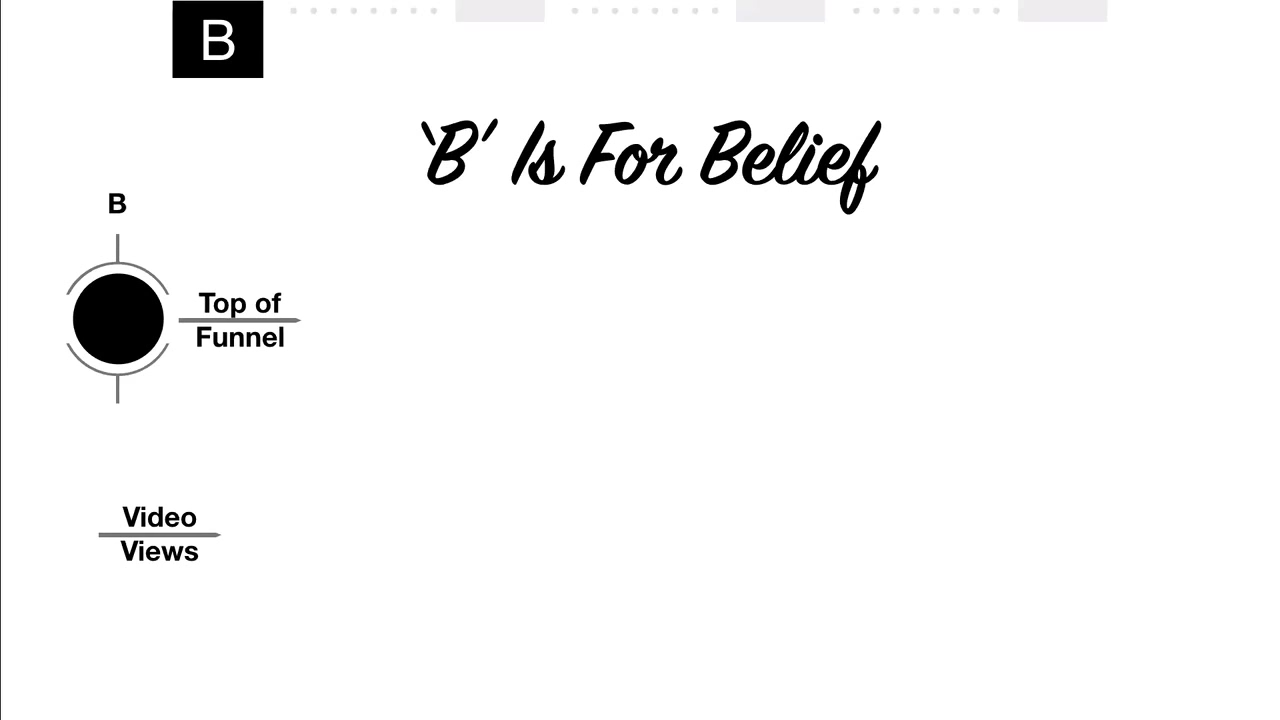 B
‘B’ Is For Belief
B
Top of
Funnel
Video
Views